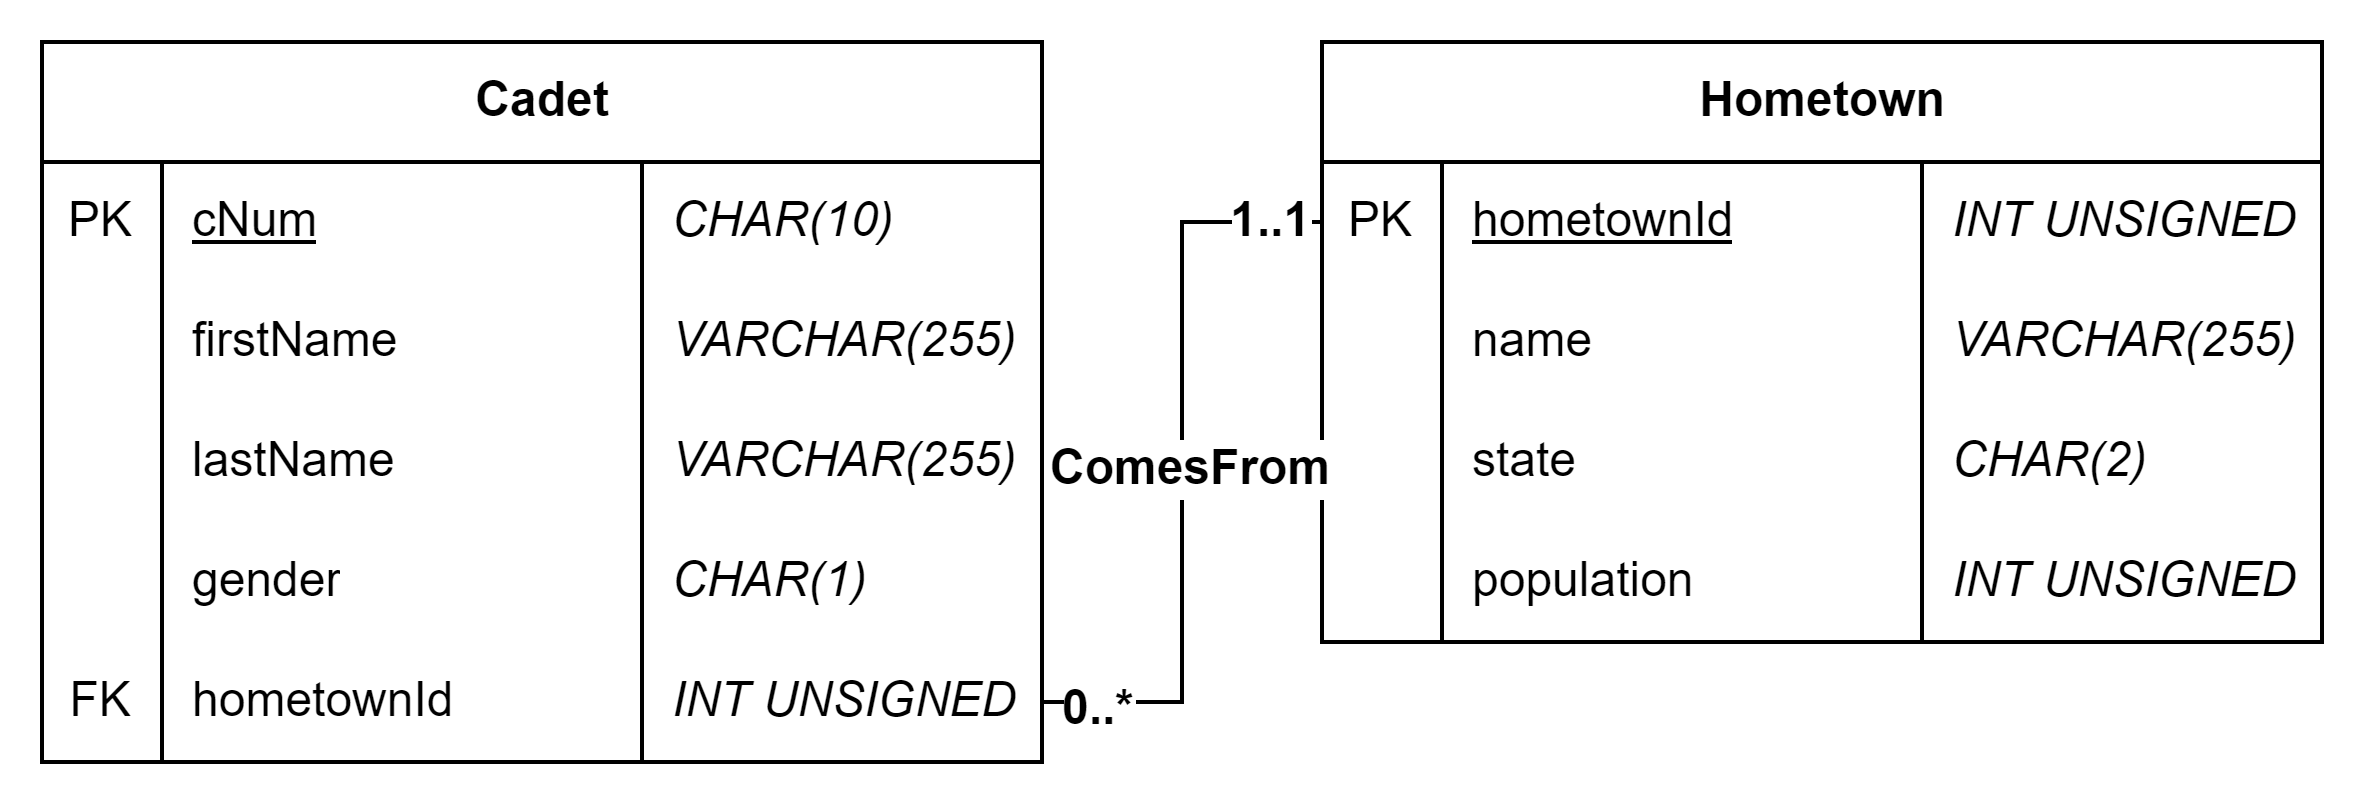 Cadet
PK cNum CHAR(10)
firstName VARCHAR(255)
lastName VARCHAR(255)
gender CHAR(1)
FK hometownId INT UNSIGNED
0..*
ComesFrom
1..1
Hometown
PK hometownId INT UNSIGNED
name VARCHAR(255)
state CHAR(2)
population INT UNSIGNED